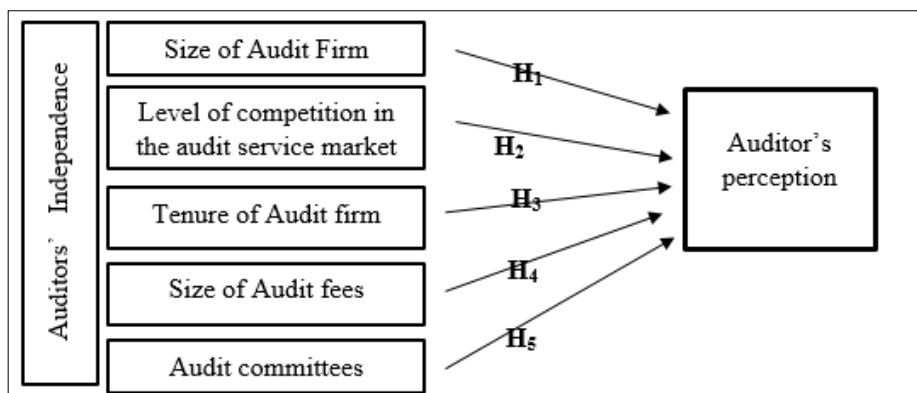 Auditors’ Independence
Size of Audit Firm
Level of competition in
the audit service market
Tenure of Audit firm
Size of Audit fees
Audit committees
H1
H2
H3
H4
H5
Auditor’s
perception